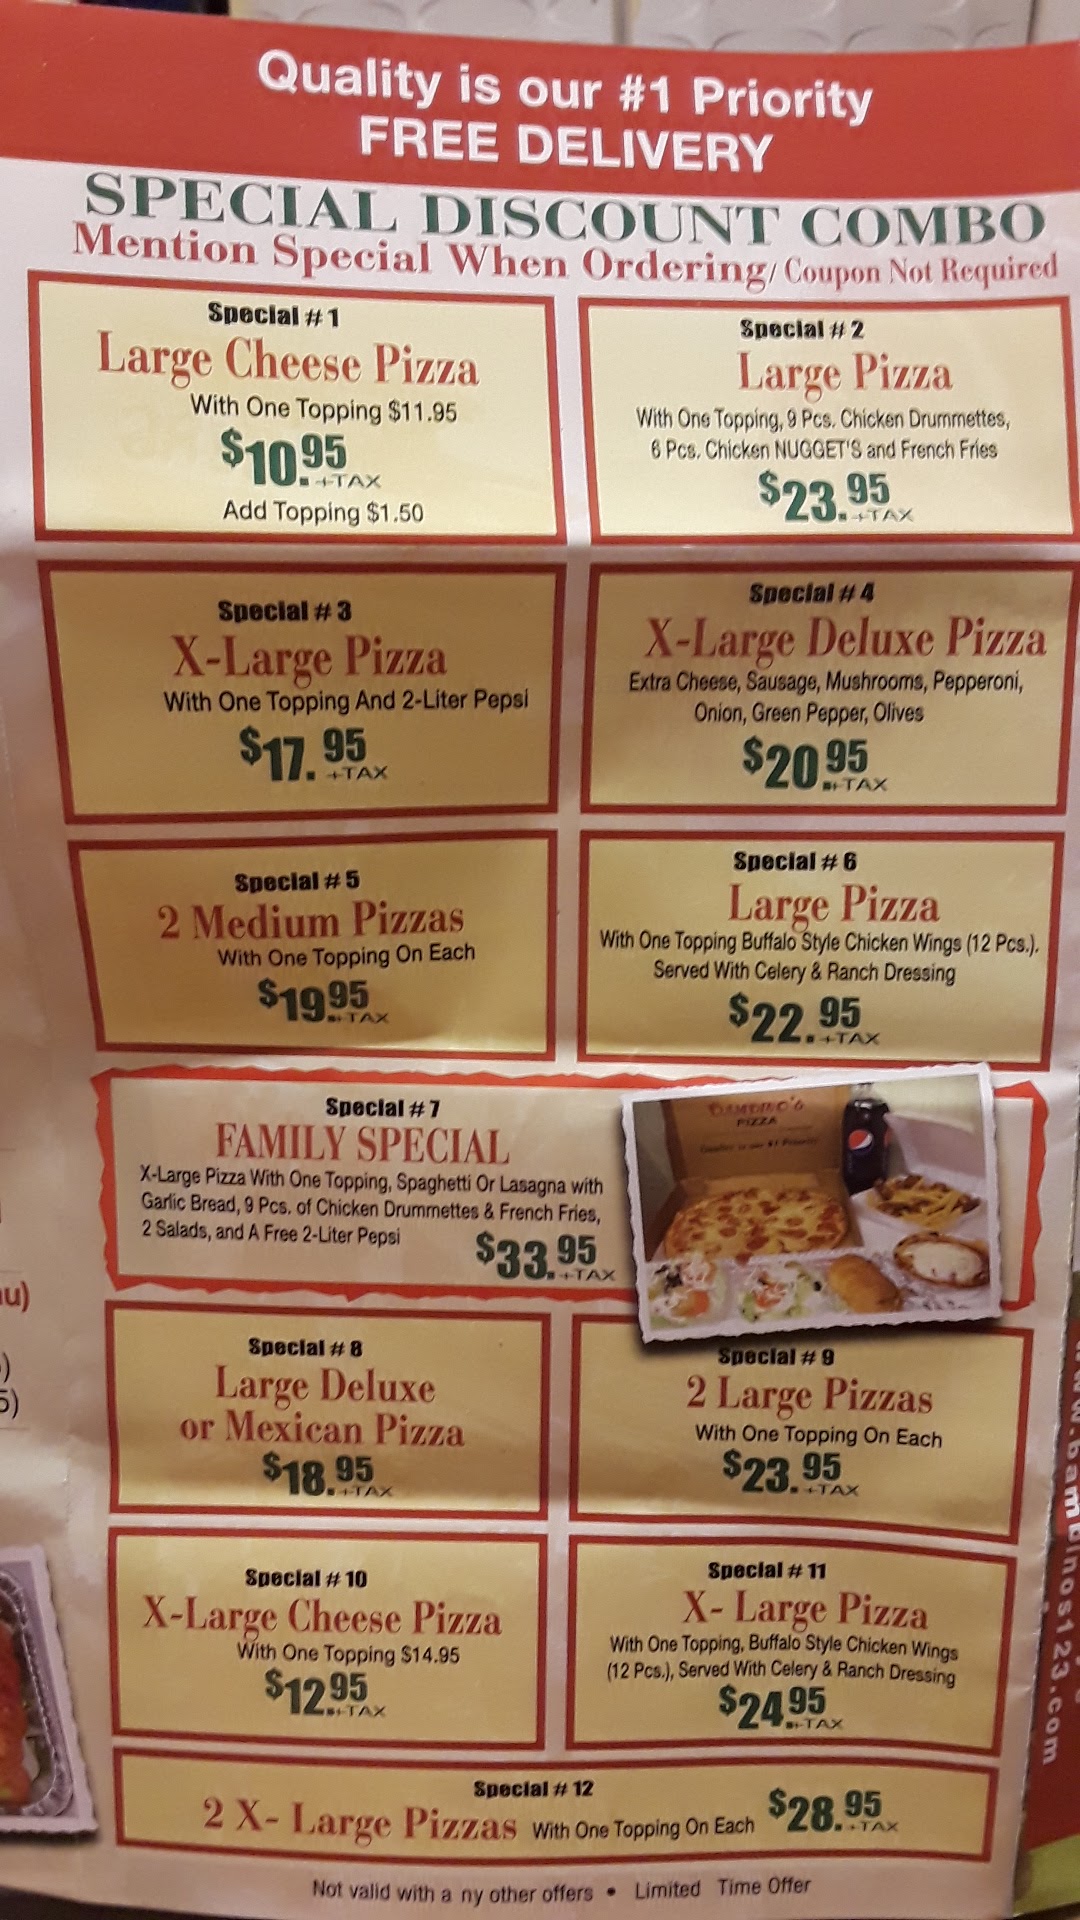 Quality is our #1 Priority
FREE DELIVERY
SPECIAL DISCOUNT COMBO
Mention Special When Ordering/ Coupon Not Required
Special # 1
Large Cheese Pizza
With One Topping $11.95
$10.95
+TAX
Add Topping $1.50
Special # 2
Large Pizza
With One Topping, 9 Pcs. Chicken Drummettes,
6 Pcs. Chicken NUGGET'S and French Fries
$23.95
+TAX
Special # 3
X-Large Pizza
With One Topping And 2-Liter Pepsi
$17.95
+TAX
Special # 4
X-Large Deluxe Pizza
Extra Cheese, Sausage, Mushrooms, Pepperoni,
Onion, Green Pepper, Olives
$20.95
+TAX
Special # 5
2 Medium Pizzas
With One Topping On Each
$19.95
+TAX
Special # 6
Large Pizza
With One Topping Buffalo Style Chicken Wings (12 Pcs.).
Served With Celery & Ranch Dressing
$22.95
+TAX
Special # 7
FAMILY SPECIAL
X-Large Pizza With One Topping, Spaghetti Or Lasagna with
Garlic Bread, 9 Pcs. of Chicken Drummettes & French Fries,
2 Salads, and A Free 2-Liter Pepsi
$33.95
+TAX
PIZZA
Special # 8
Large Deluxe
or Mexican Pizza
$18.95
+TAX
Special # 9
2 Large Pizzas
With One Topping On Each
$23.95
+TAX
Special # 10
X-Large Cheese Pizza
With One Topping $14.95
$12.95
+TAX
Special # 11
X- Large Pizza
With One Topping, Buffalo Style Chicken Wings
(12 Pcs.), Served With Celery & Ranch Dressing
$24.95
+TAX
Special # 12
2 X- Large Pizzas With One Topping On Each $28.95
+TAX
Not valid with a ny other offers • Limited Time Offer
www.bambinos123.com